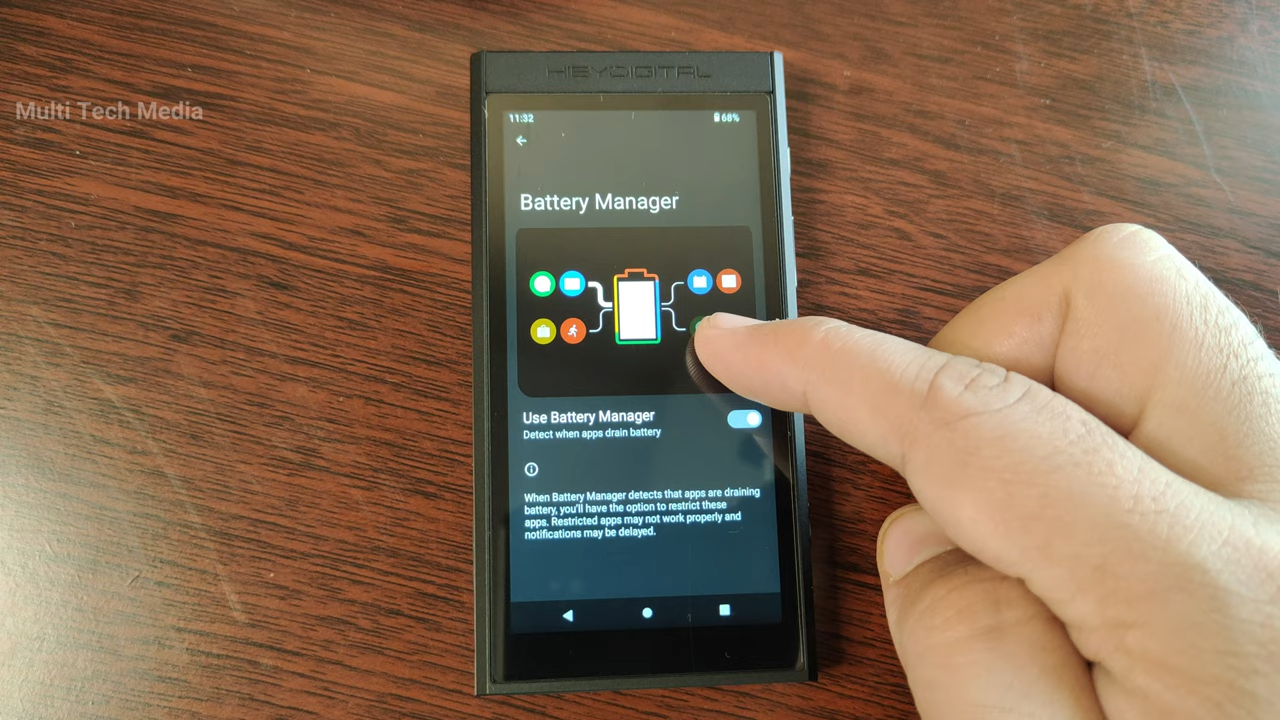 HIEYDIGITAL
Multi Tech Media
11:32
68%
Battery Manager
Use Battery Manager
Detect when apps drain battery
When Battery Manager detects that apps are draining
battery, you'll have the option to restrict these
apps. Restricted apps may not work properly and
notifications may be delayed.